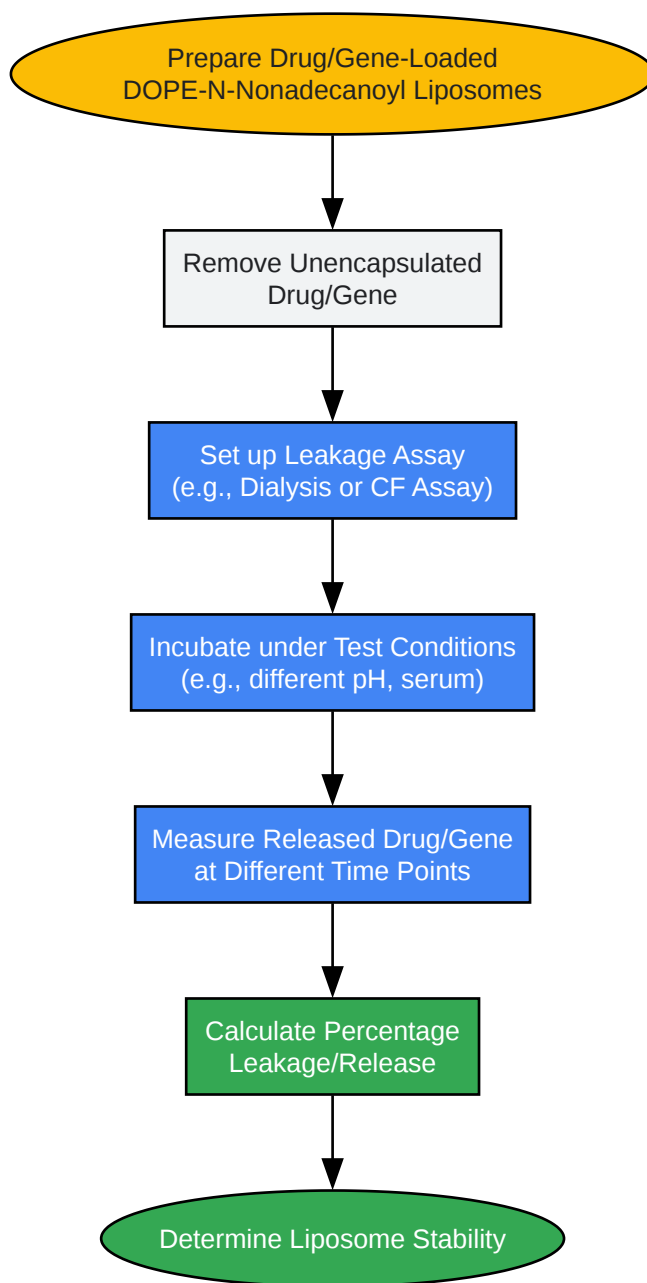 Prepare Drug/Gene-Loaded
DOPE-N-Nonadecanoyl Liposomes
Remove Unencapsulated
Drug/Gene
Set up Leakage Assay
(e.g., Dialysis or CF Assay)
Incubate under Test Conditions
(e.g., different pH, serum)
Measure Released Drug/Gene
at Different Time Points
Calculate Percentage
Leakage/Release
Determine Liposome Stability